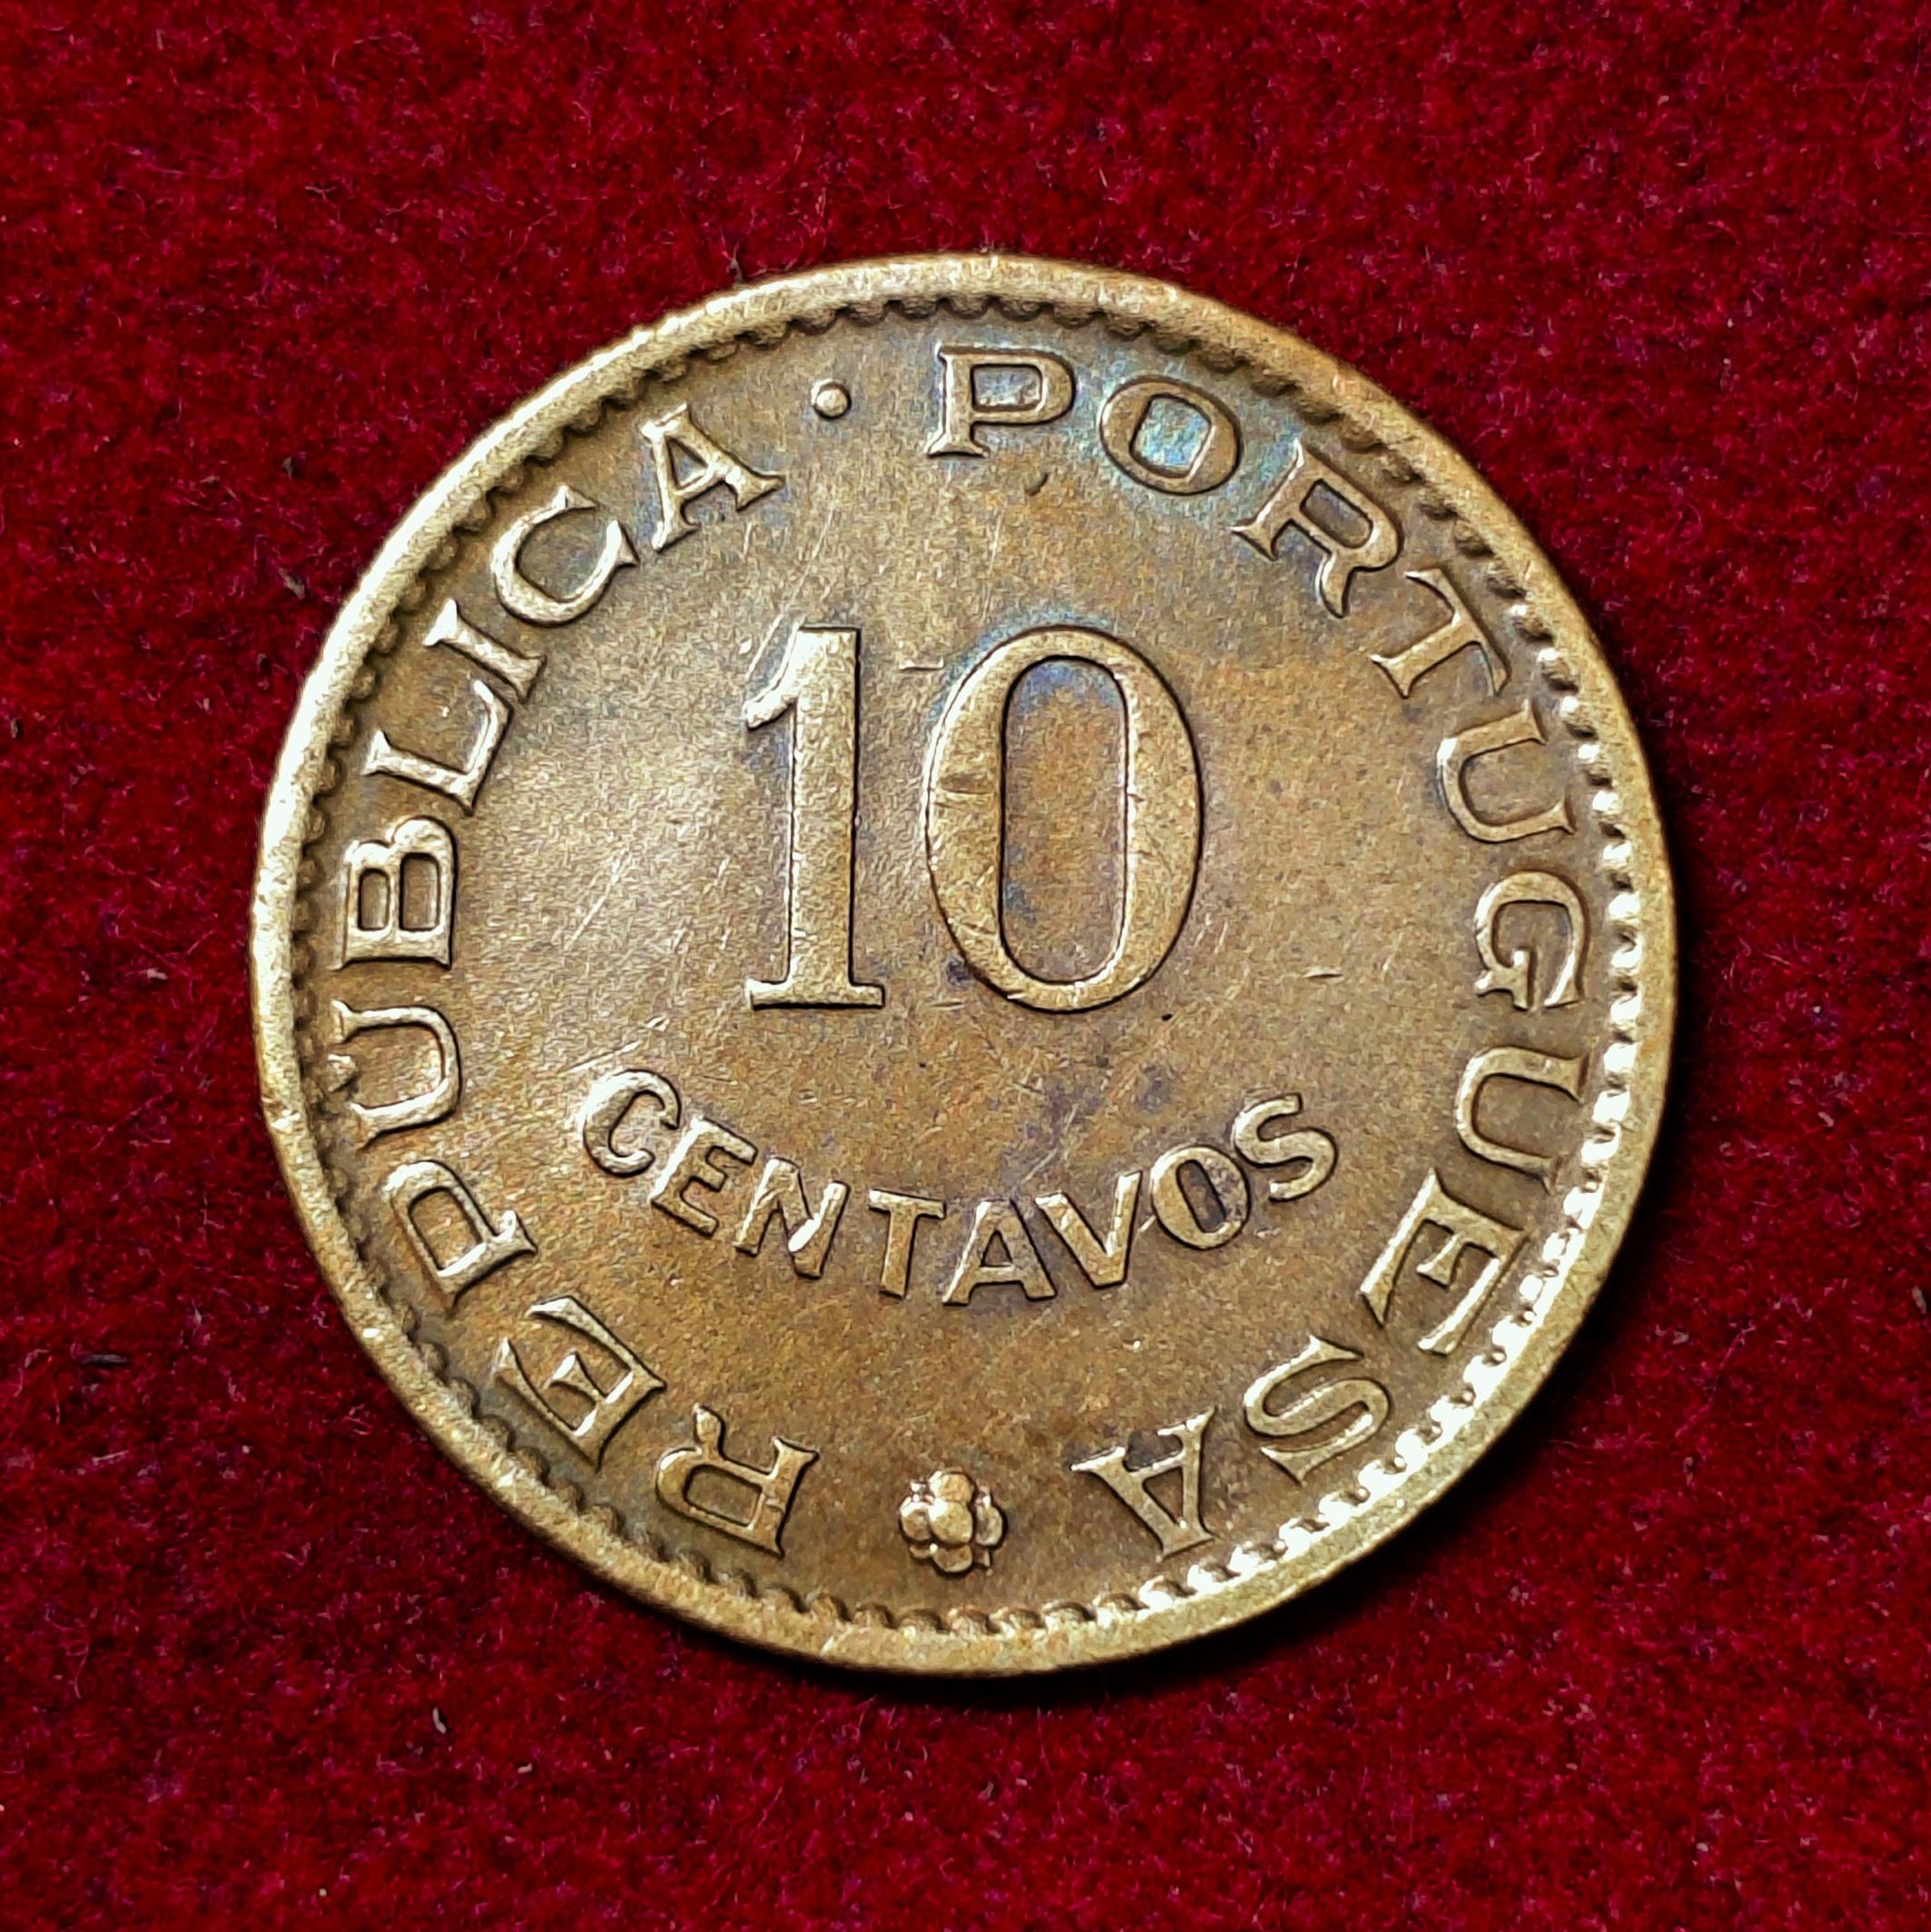 REPÚBLICA · PORTUGUESA
10
CENTAVOS